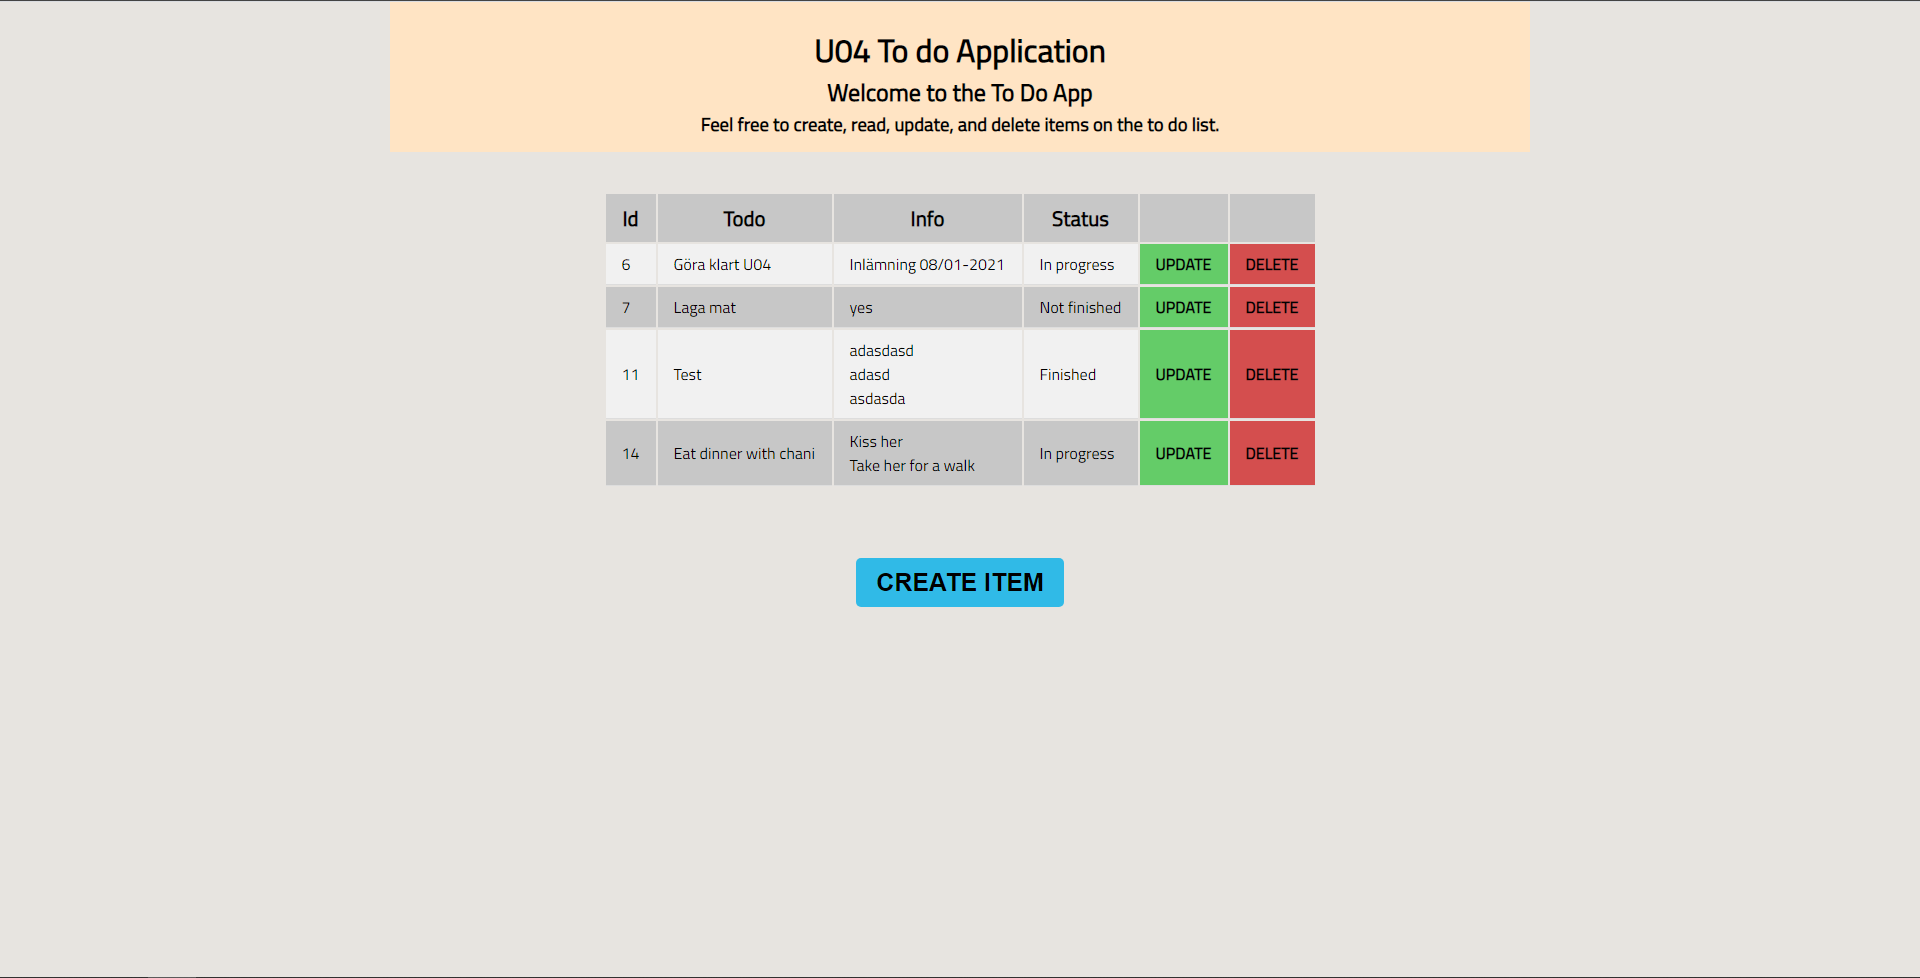 U04 To do Application
Welcome to the To Do App
Feel free to create, read, update, and delete items on the to do list.
Id Todo Info Status
6 Göra klart U04 Inlämning 08/01-2021 In progress UPDATE DELETE
7 Laga mat yes Not finished UPDATE DELETE
11 Test adasdasd
adasd
asdasda Finished UPDATE DELETE
14 Eat dinner with chani Kiss her
Take her for a walk In progress UPDATE DELETE
CREATE ITEM